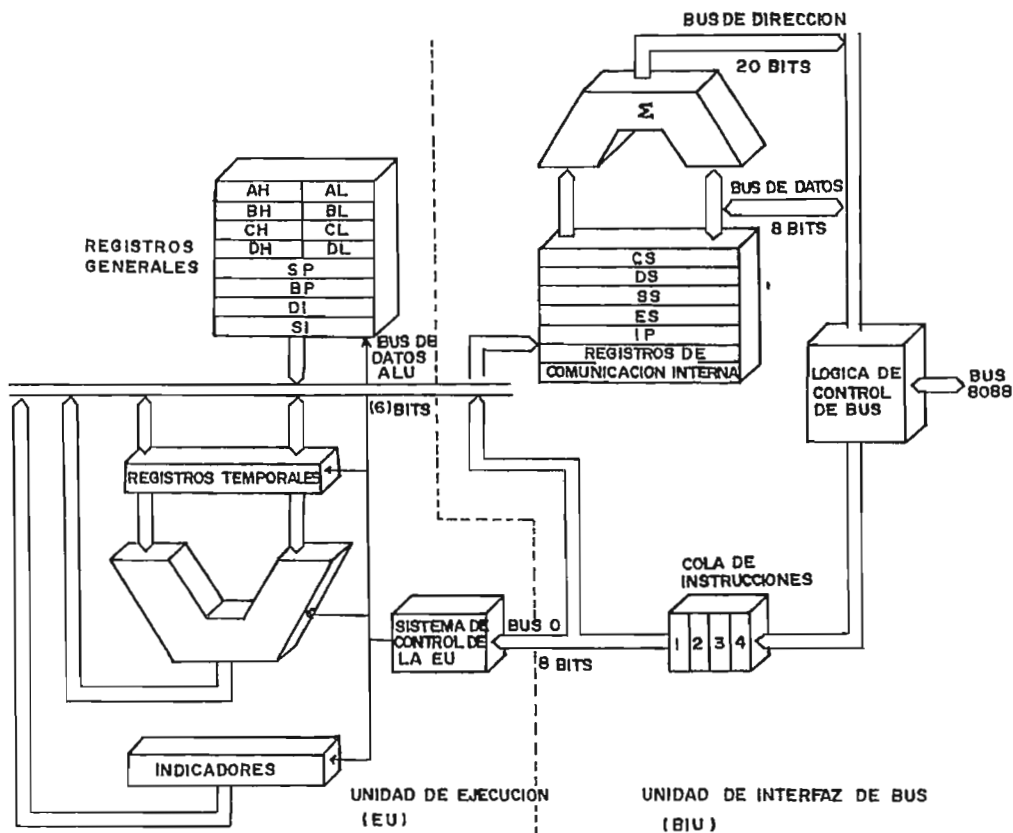 BUS DE DIRECCION
20 BITS
Σ
BUS DE DATOS
8 BITS
AH AL
BH BL
CH CL
DH DL
SP
BP
DI
SI
REGISTROS
GENERALES
CS
DS
SS
ES
IP
REGISTROS DE
COMUNICACION INTERNA
BUS DE
DATOS
ALU
(6) BITS
LOGICA DE
CONTROL
DE BUS
BUS
8088
REGISTROS TEMPORALES
COLA DE
INSTRUCCIONES
1 2 3 4
SISTEMA DE
CONTROL DE
LA EU
BUS 0
8 BITS
INDICADORES
UNIDAD DE EJECUCION
(EU)
UNIDAD DE INTERFAZ DE BUS
(BIU)